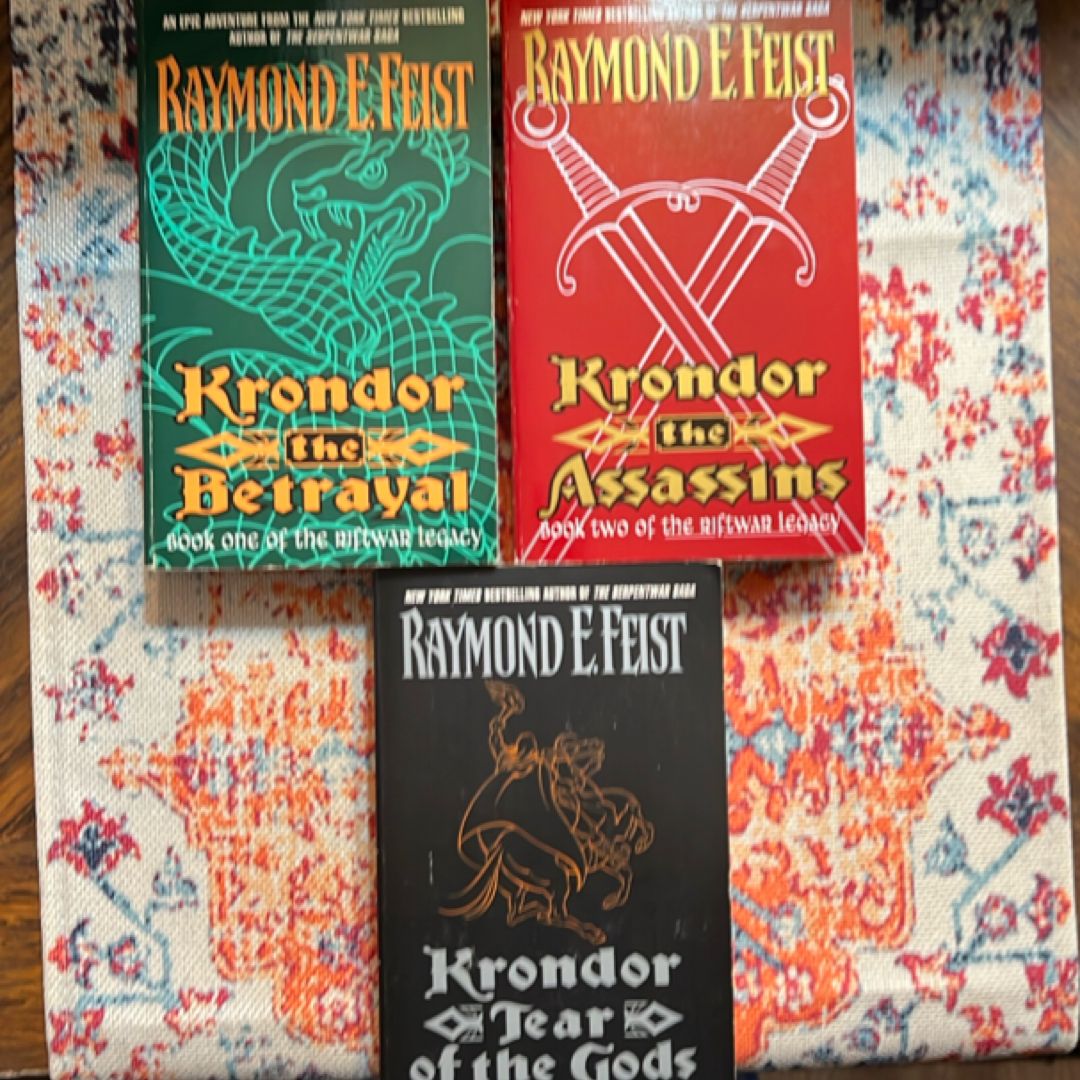 AN EPIC ADVENTURE FROM THE NEW YORK TIMES BESTSELLING
AUTHOR OF THE SERPENTWAR SAGA
RAYMOND E. FEIST
Krondor
the
Betrayal
Book one of the Riftwar Legacy
NEW YORK TIMES BESTSELLING AUTHOR OF THE SERPENTWAR SAGA
RAYMOND E. FEIST
Krondor
the
Assassins
Book two of the Riftwar Legacy
NEW YORK TIMES BESTSELLING AUTHOR OF THE SERPENTWAR SAGA
RAYMOND E. FEIST
Krondor
Tear
of the Gods